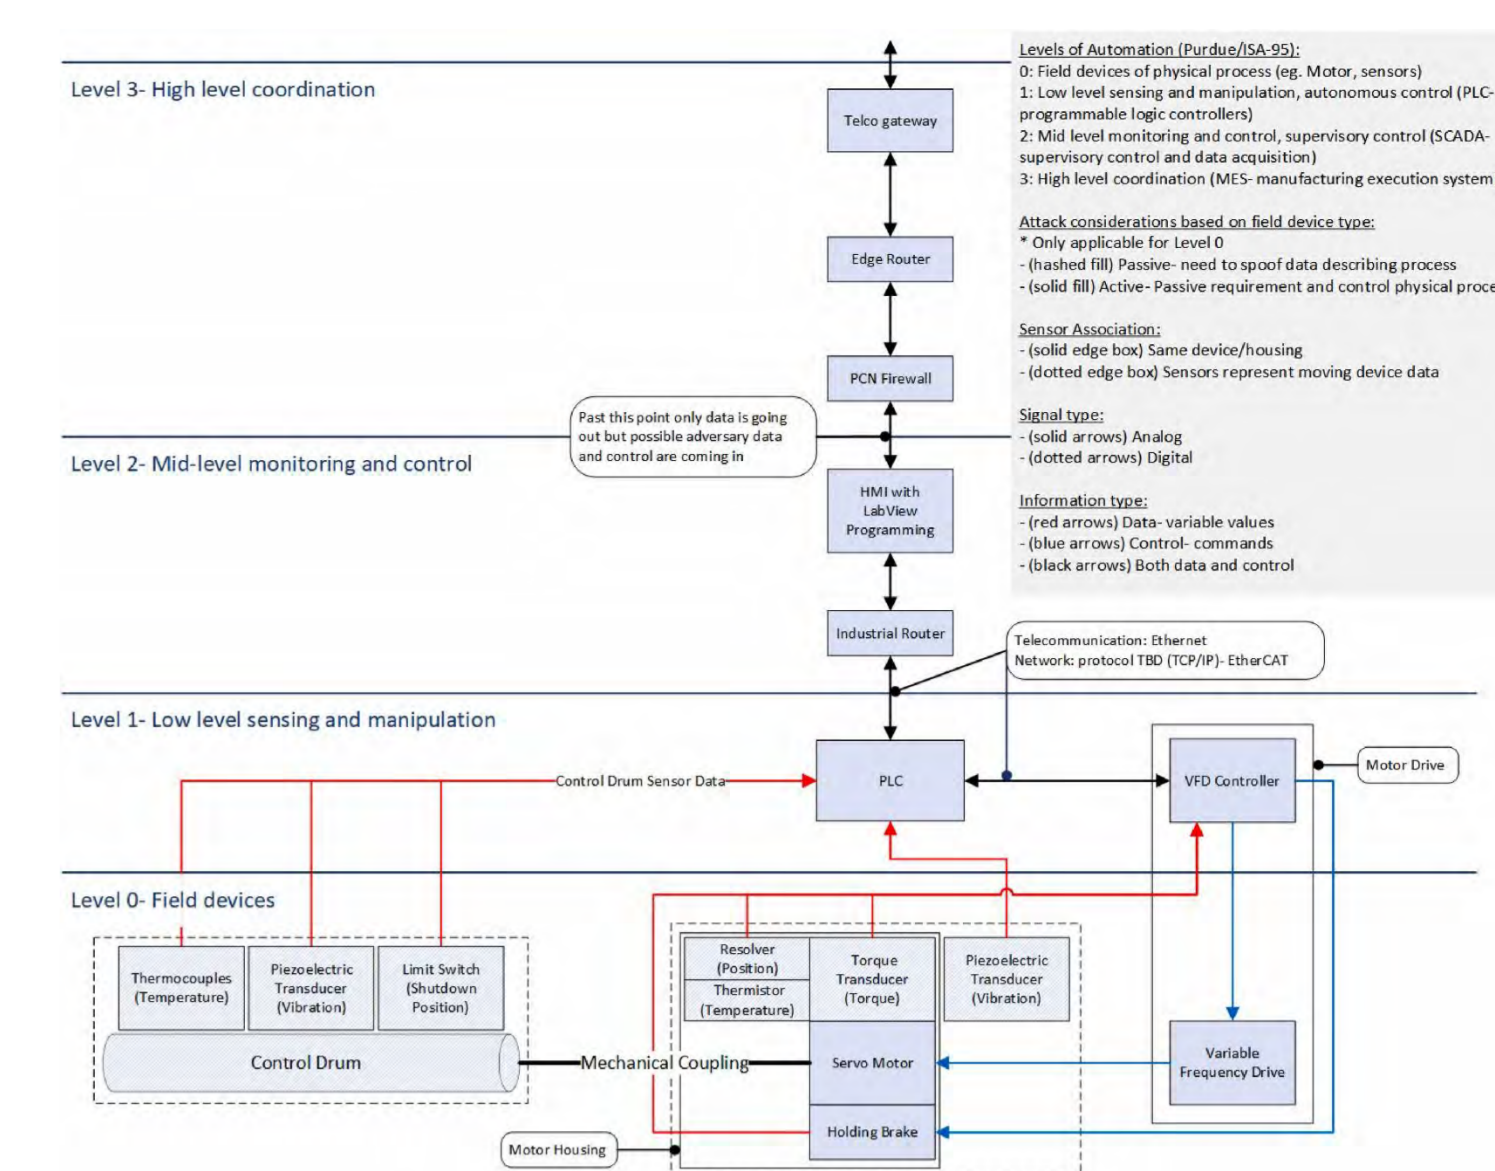 Level 3- High level coordination
Telco gateway
Edge Router
PCN Firewall
Levels of Automation (Purdue/ISA-95):
0: Field devices of physical process (eg. Motor, sensors)
1: Low level sensing and manipulation, autonomous control (PLC-
programmable logic controllers)
2: Mid level monitoring and control, supervisory control (SCADA-
supervisory control and data acquisition)
3: High level coordination (MES- manufacturing execution system
Attack considerations based on field device type:
* Only applicable for Level 0
- (hashed fill) Passive- need to spoof data describing process
- (solid fill) Active- Passive requirement and control physical proce
Sensor Association:
- (solid edge box) Same device/housing
- (dotted edge box) Sensors represent moving device data
Signal type:
- (solid arrows) Analog
- (dotted arrows) Digital
Information type:
- (red arrows) Data- variable values
- (blue arrows) Control- commands
- (black arrows) Both data and control
Past this point only data is going
out but possible adversary data
and control are coming in
Level 2- Mid-level monitoring and control
HMI with
LabView
Programming
Industrial Router
Telecommunication: Ethernet
Network: protocol TBD (TCP/IP)- EtherCAT
Level 1- Low level sensing and manipulation
Control Drum Sensor Data
PLC
VFD Controller
Motor Drive
Level 0- Field devices
Thermocouples
(Temperature)
Piezoelectric
Transducer
(Vibration)
Limit Switch
(Shutdown
Position)
Control Drum
Mechanical Coupling
Resolver
(Position)
Thermistor
(Temperature)
Torque
Transducer
(Torque)
Piezoelectric
Transducer
(Vibration)
Servo Motor
Holding Brake
Variable
Frequency Drive
Motor Housing